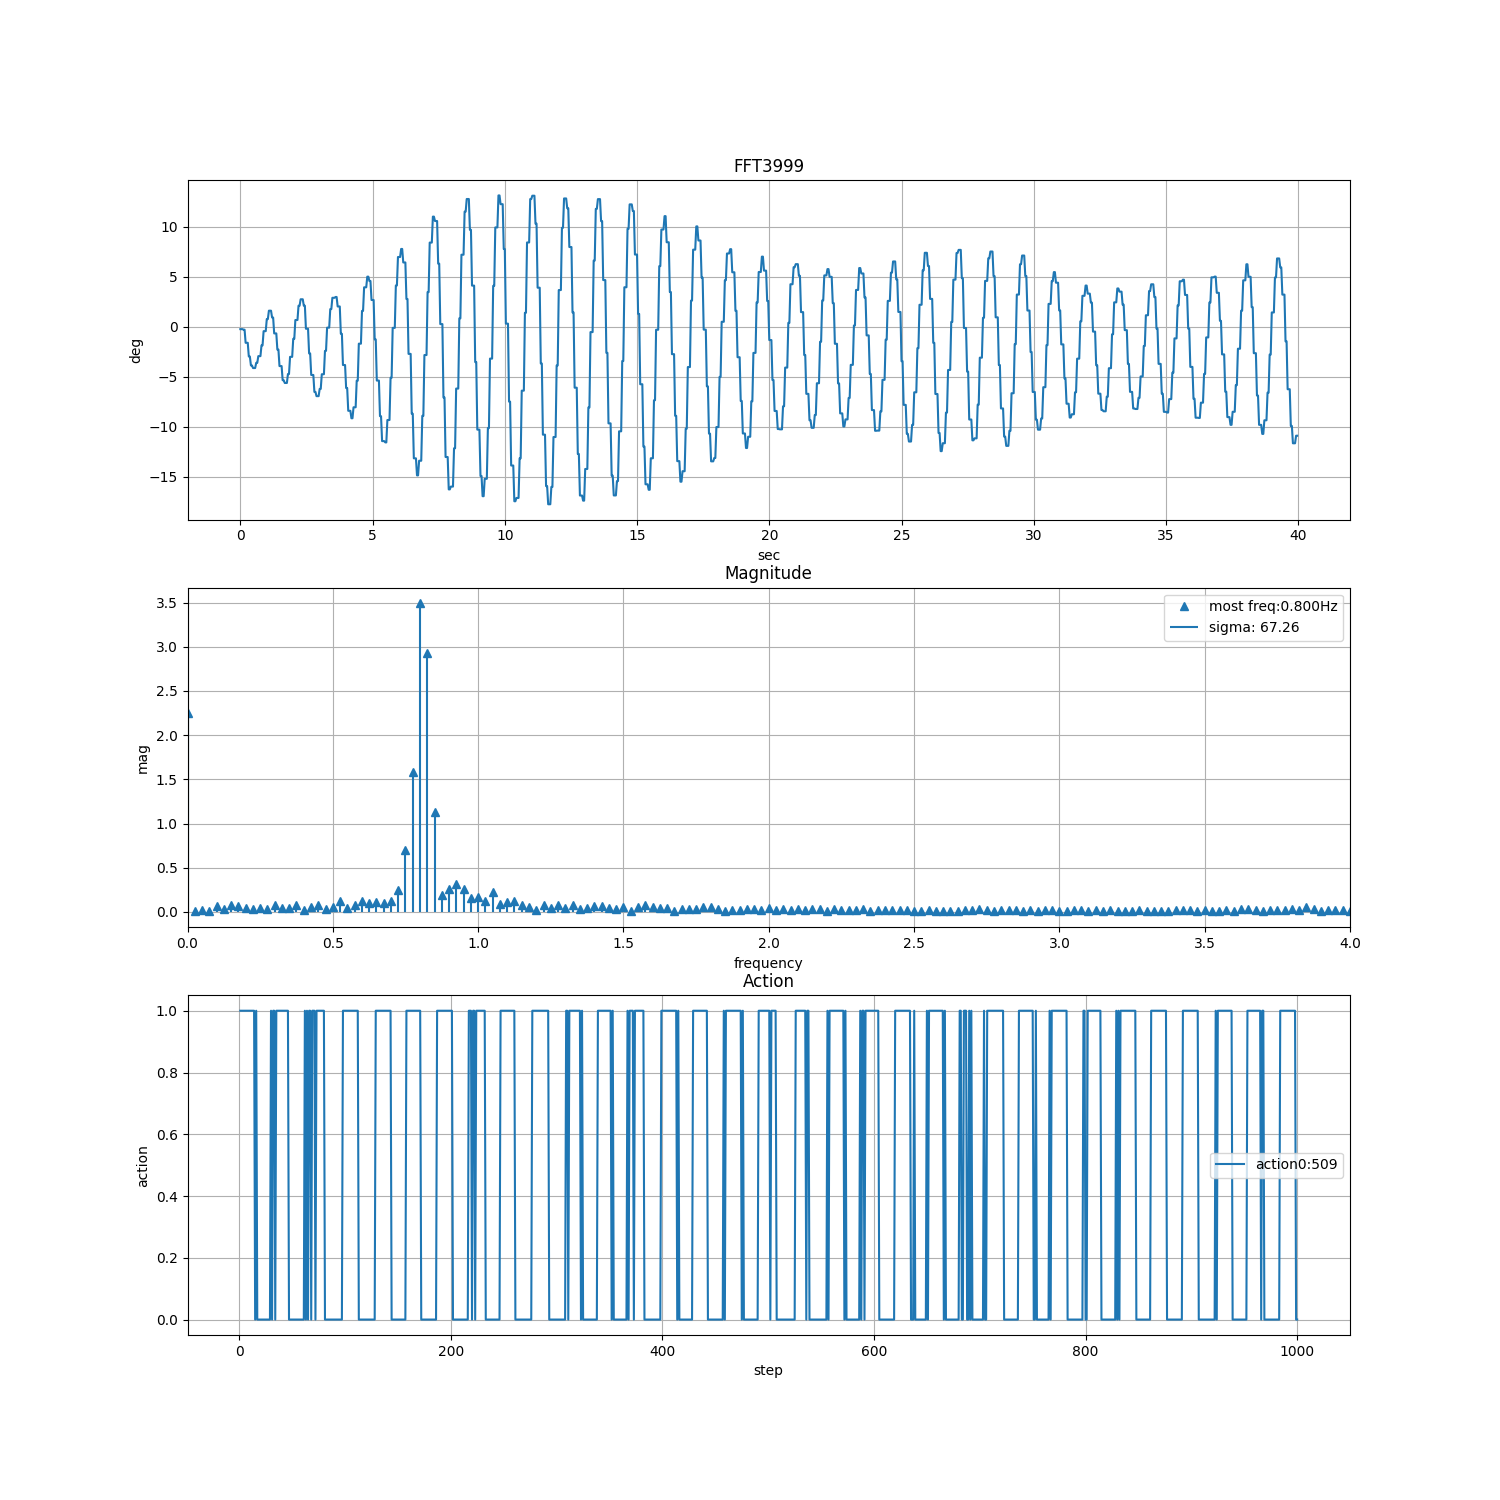 FFT3999
10
5
0
−5
−10
−15
deg
0 5 10 15 20 25 30 35 40
sec
Magnitude
most freq:0.800Hz
sigma: 67.26
3.5
3.0
2.5
2.0
1.5
1.0
0.5
0.0
mag
0.0 0.5 1.0 1.5 2.0 2.5 3.0 3.5 4.0
frequency
Action
1.0
0.8
0.6
0.4
0.2
0.0
action
action0:509
0 200 400 600 800 1000
step